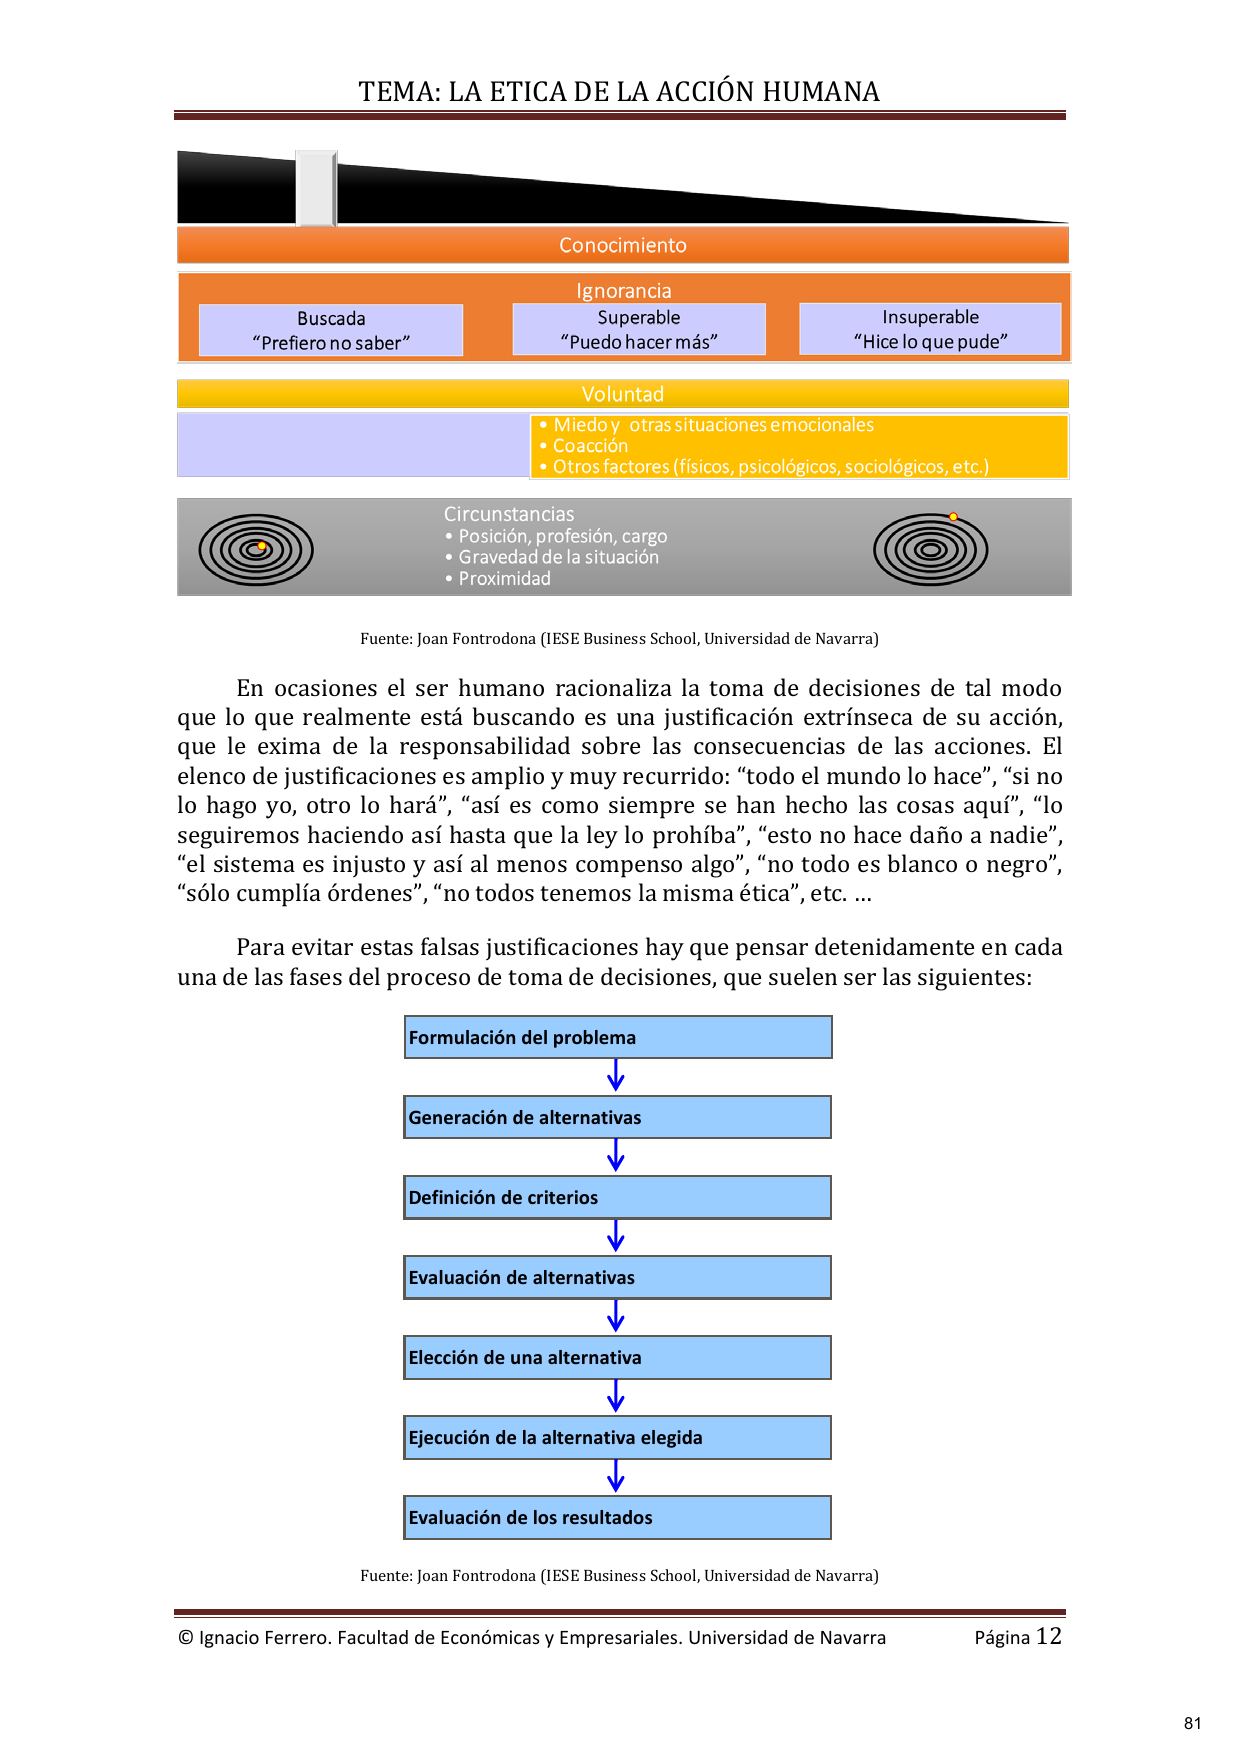 TEMA: LA ETICA DE LA ACCIÓN HUMANA
Conocimiento
Ignorancia
Buscada
“Prefiero no saber”
Superable
“Puedo hacer más”
Insuperable
“Hice lo que pude”
Voluntad
• Miedo y otras situaciones emocionales
• Coacción
• Otros factores (físicos, psicológicos, sociológicos, etc.)
Circunstancias
• Posición, profesión, cargo
• Gravedad de la situación
• Proximidad
Fuente: Joan Fontrodona (IESE Business School, Universidad de Navarra)
En ocasiones el ser humano racionaliza la toma de decisiones de tal modo
que lo que realmente está buscando es una justificación extrínseca de su acción,
que le exima de la responsabilidad sobre las consecuencias de las acciones. El
elenco de justificaciones es amplio y muy recurrido: “todo el mundo lo hace”, “si no
lo hago yo, otro lo hará”, “así es como siempre se han hecho las cosas aquí”, “lo
seguiremos haciendo así hasta que la ley lo prohíba”, “esto no hace daño a nadie”,
“el sistema es injusto y así al menos compenso algo”, “no todo es blanco o negro”,
“sólo cumplía órdenes”, “no todos tenemos la misma ética”, etc. …
Para evitar estas falsas justificaciones hay que pensar detenidamente en cada
una de las fases del proceso de toma de decisiones, que suelen ser las siguientes:
Formulación del problema
Generación de alternativas
Definición de criterios
Evaluación de alternativas
Elección de una alternativa
Ejecución de la alternativa elegida
Evaluación de los resultados
Fuente: Joan Fontrodona (IESE Business School, Universidad de Navarra)
© Ignacio Ferrero. Facultad de Económicas y Empresariales. Universidad de Navarra Página 12
81